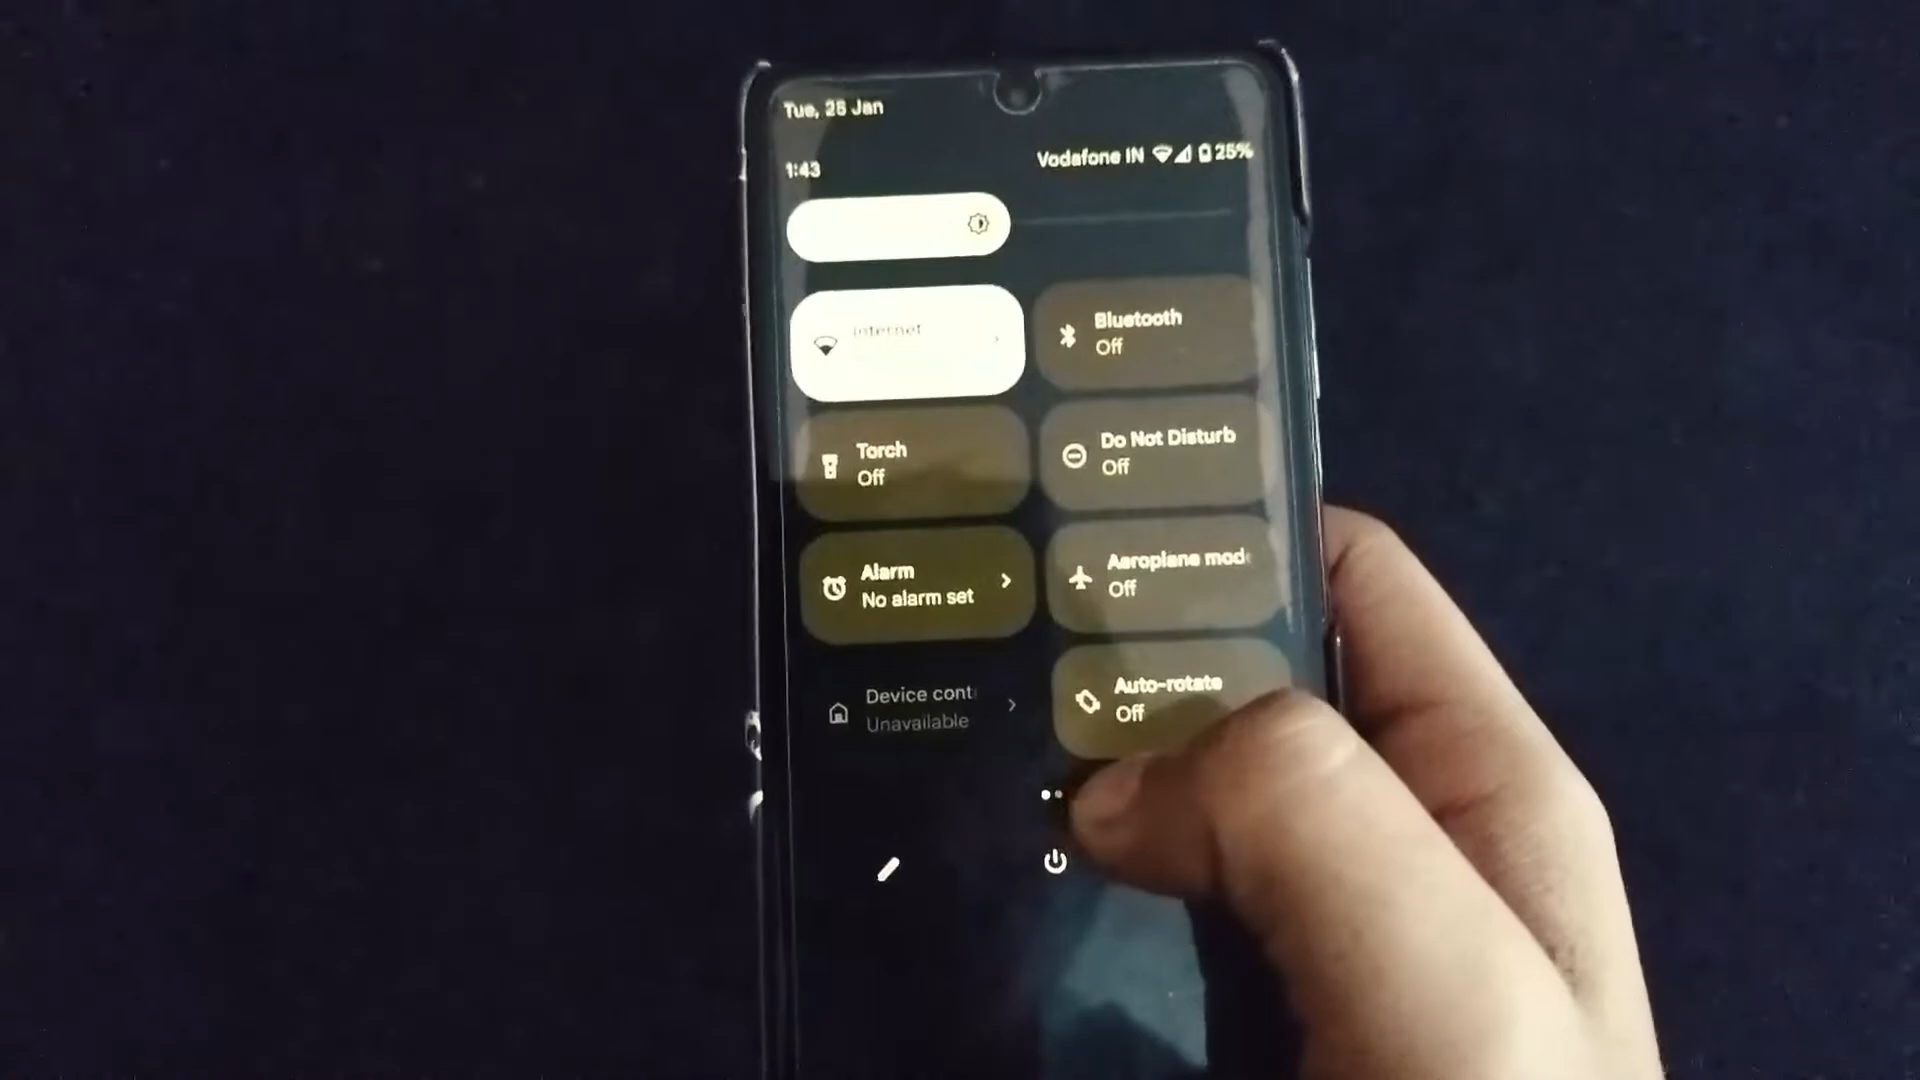 Tue, 25 Jan
1:43
Vodafone IN 25%
Internet
Bluetooth
Off
Torch
Off
Do Not Disturb
Off
Alarm
No alarm set
Aeroplane mod
Off
Device cont
Unavailable
Auto-rotate
Off